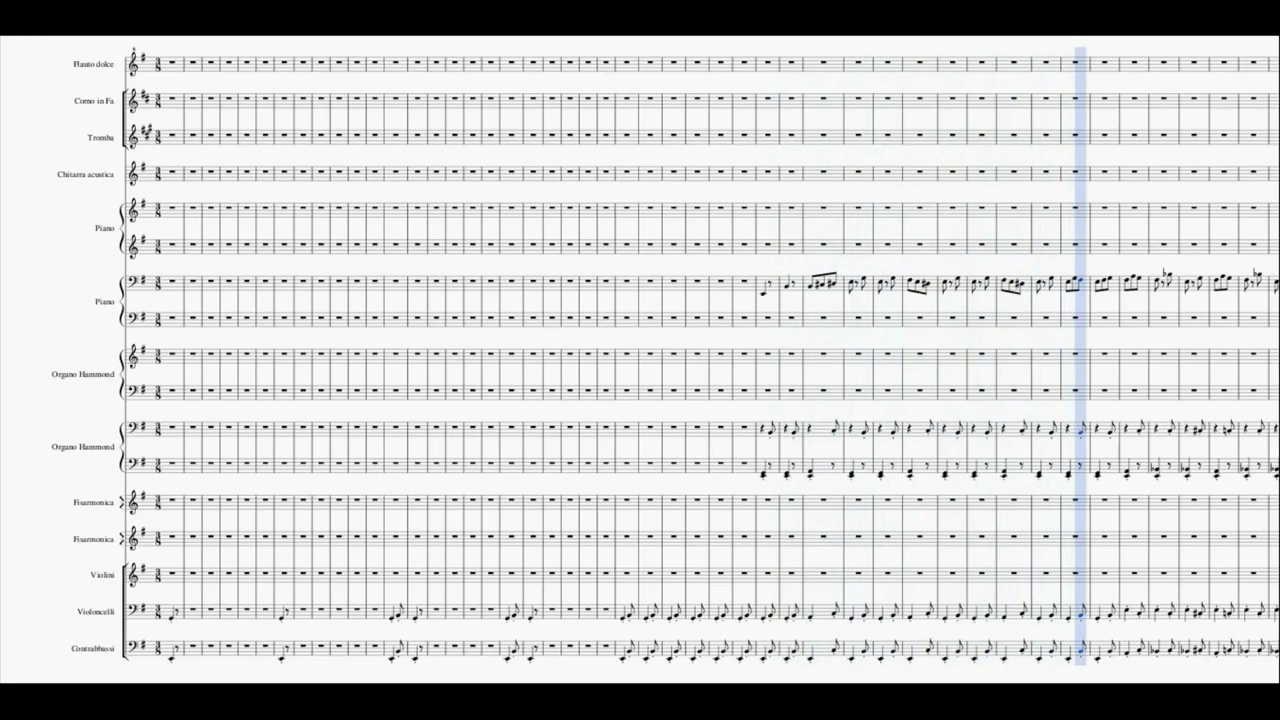 Flauto dolce
Corno in Fa
Tromba
Chitarra acustica
Piano
Piano
Organo Hammond
Organo Hammond
Fisarmonica
Fisarmonica
Violini
Violoncelli
Contrabbassi